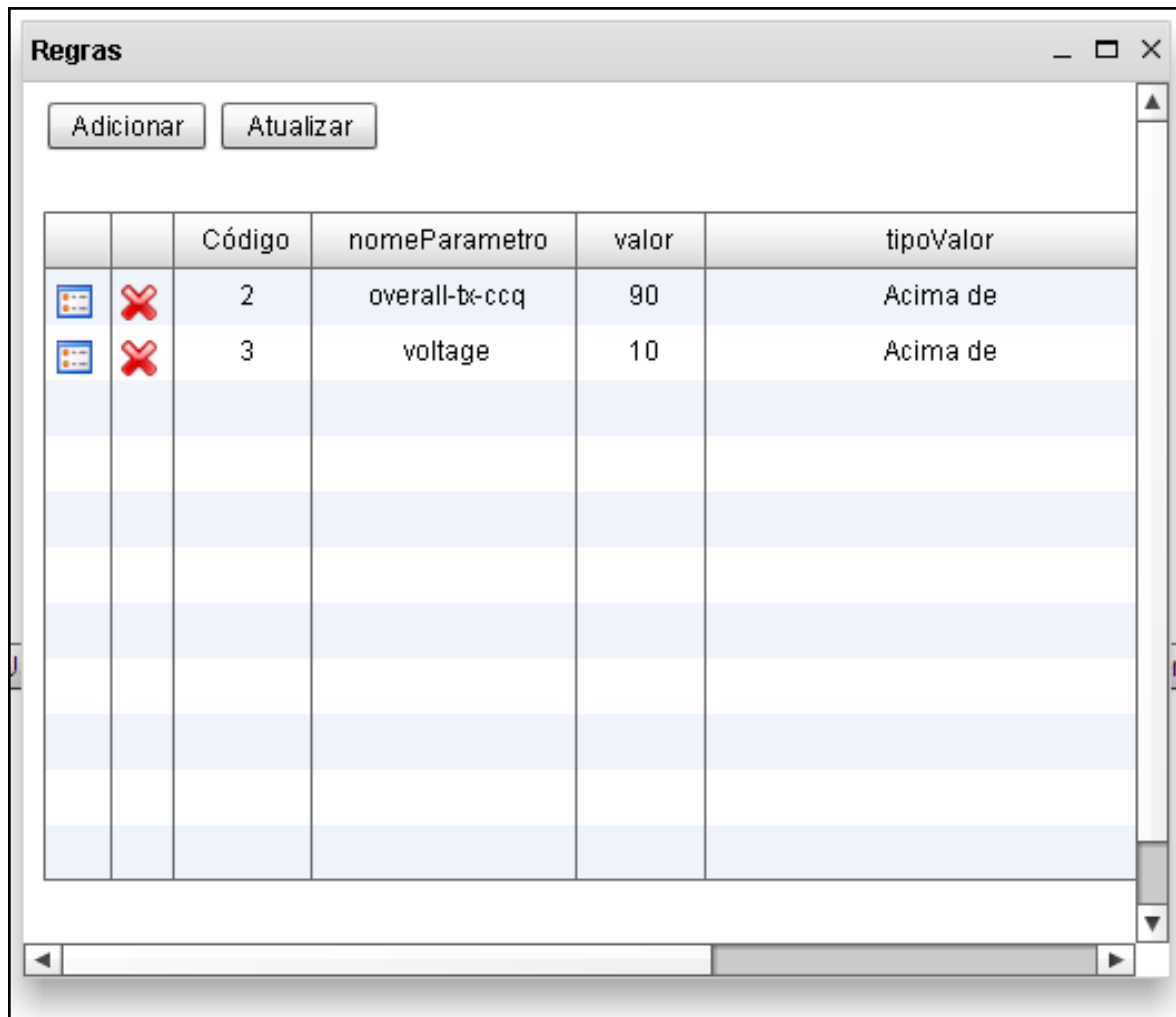 Regras
Adicionar Atualizar
Código nomeParametro valor tipoValor
2 overall-tx-ccq 90 Acima de
3 voltage 10 Acima de